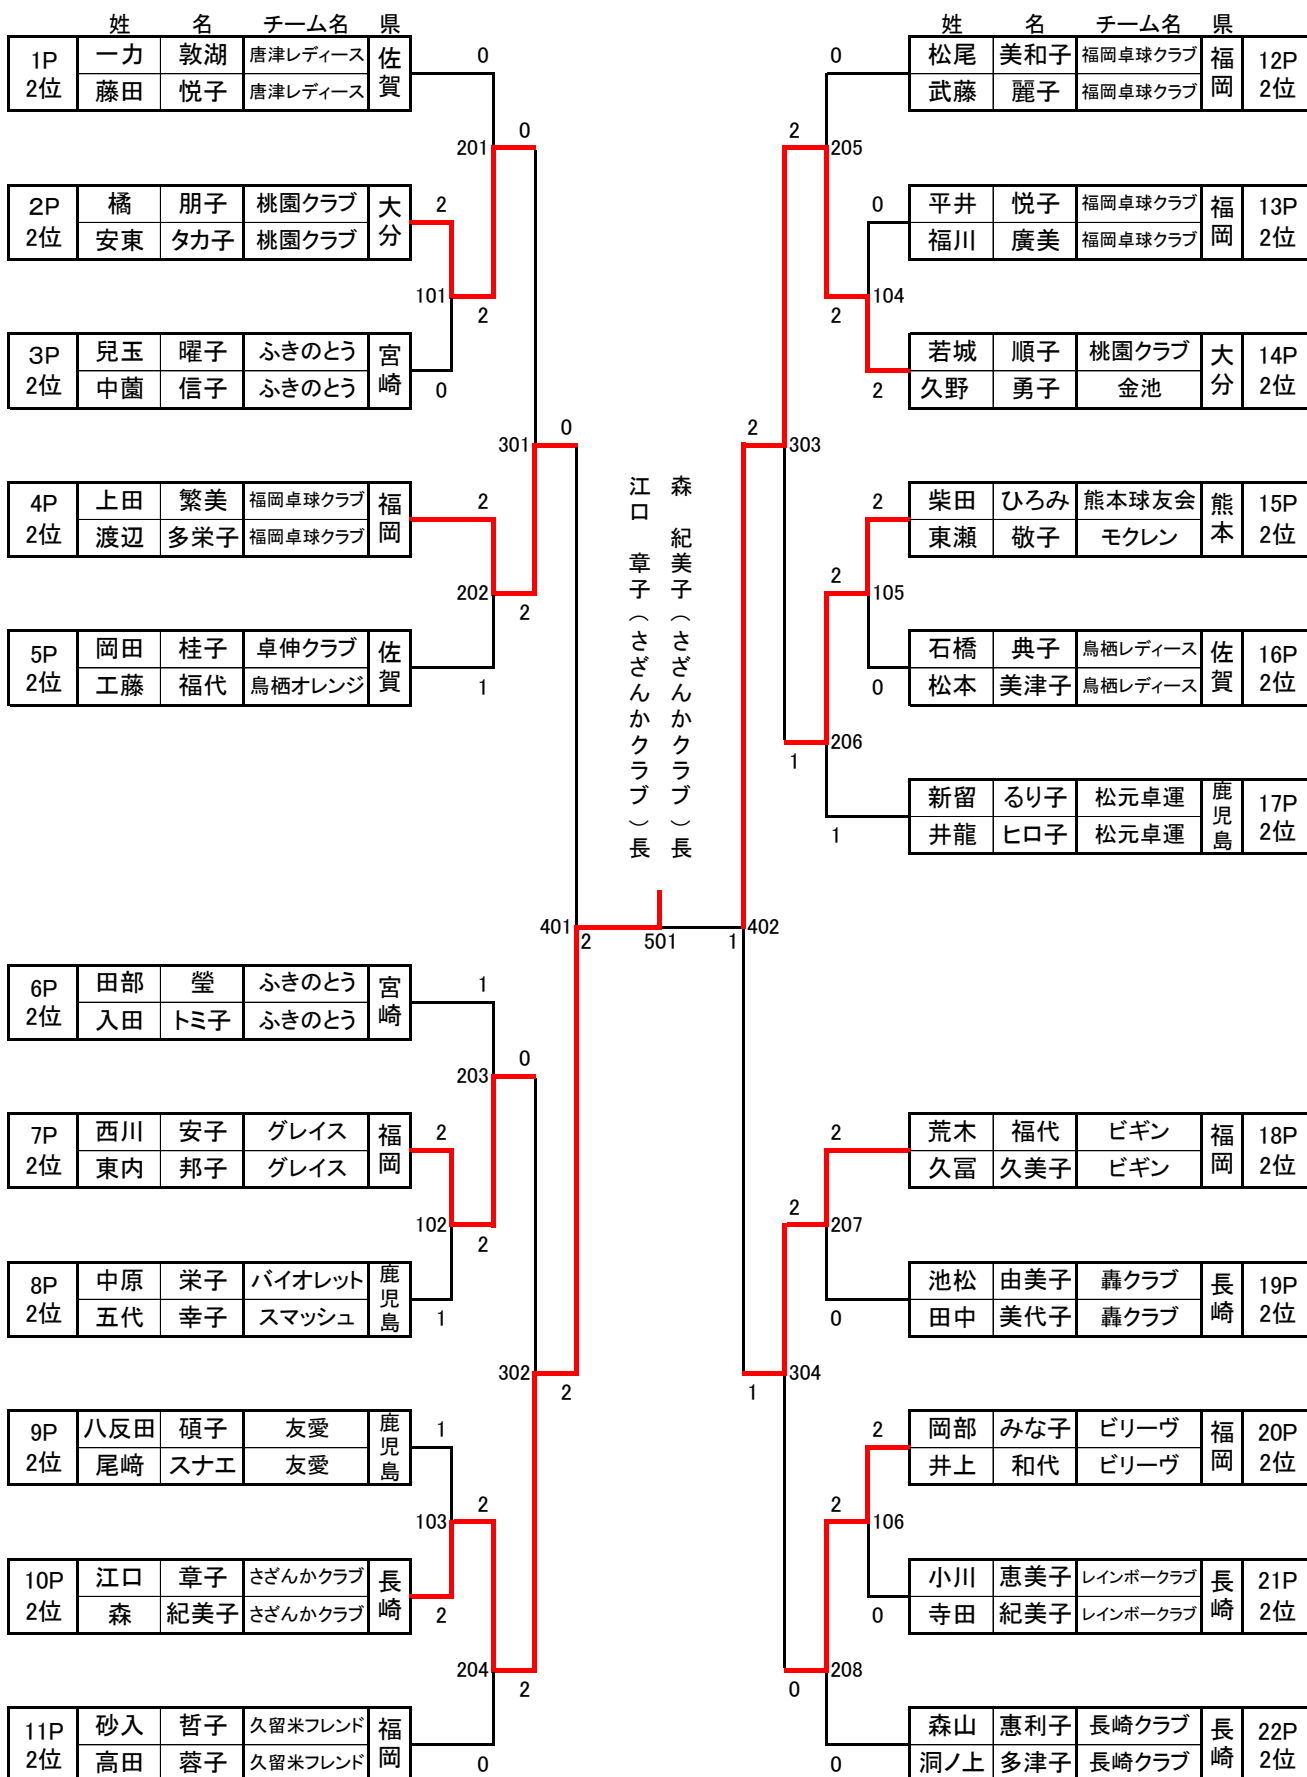 姓 名 チーム名 県
1P 2位 一力 敦湖 唐津レディース 佐賀
藤田 悦子 唐津レディース
0
0
201
2P 2位 橘 朋子 桃園クラブ 大分
安東 タカ子 桃園クラブ
2
101
2
3P 2位 兒玉 曜子 ふきのとう 宮崎
中薗 信子 ふきのとう
0
301
0
4P 2位 上田 繁美 福岡卓球クラブ 福岡
渡辺 多栄子 福岡卓球クラブ
2
202
2
5P 2位 岡田 桂子 卓伸クラブ 佐賀
工藤 福代 鳥栖オレンジ
1
401
2
6P 2位 田部 瑩 ふきのとう 宮崎
入田 トミ子 ふきのとう
1
0
203
7P 2位 西川 安子 グレイス 福岡
東内 邦子 グレイス
2
102
2
8P 2位 中原 栄子 バイオレット 鹿児島
五代 幸子 スマッシュ
1
302
2
9P 2位 八反田 碩子 友愛 鹿児島
尾﨑 スナエ 友愛
1
103
2
10P 2位 江口 章子 さざんかクラブ 長崎
森 紀美子 さざんかクラブ
2
204
2
11P 2位 砂入 哲子 久留米フレンド 福岡
高田 蓉子 久留米フレンド
0
森 紀美子(さざんかクラブ)長
江口 章子(さざんかクラブ)長
501
姓 名 チーム名 県
0
松尾 美和子 福岡卓球クラブ 福岡 12P 2位
武藤 麗子 福岡卓球クラブ
2
205
0
平井 悦子 福岡卓球クラブ 福岡 13P 2位
福川 廣美 福岡卓球クラブ
104
2
若城 順子 桃園クラブ 大分 14P 2位
久野 勇子 金池
2
2
303
2
柴田 ひろみ 熊本球友会 熊本 15P 2位
東瀬 敬子 モクレン
2
105
石橋 典子 鳥栖レディース 佐賀 16P 2位
松本 美津子 鳥栖レディース
0
206
1
新留 るり子 松元卓運 鹿児島 17P 2位
井龍 ヒロ子 松元卓運
1
1
402
2
荒木 福代 ビギン 福岡 18P 2位
久冨 久美子 ビギン
2
207
池松 由美子 轟クラブ 長崎 19P 2位
田中 美代子 轟クラブ
0
304
1
2
岡部 みな子 ビリーヴ 福岡 20P 2位
井上 和代 ビリーヴ
2
106
小川 恵美子 レインボークラブ 長崎 21P 2位
寺田 紀美子 レインボークラブ
0
208
0
森山 惠利子 長崎クラブ 長崎 22P 2位
洞ノ上 多津子 長崎クラブ
0